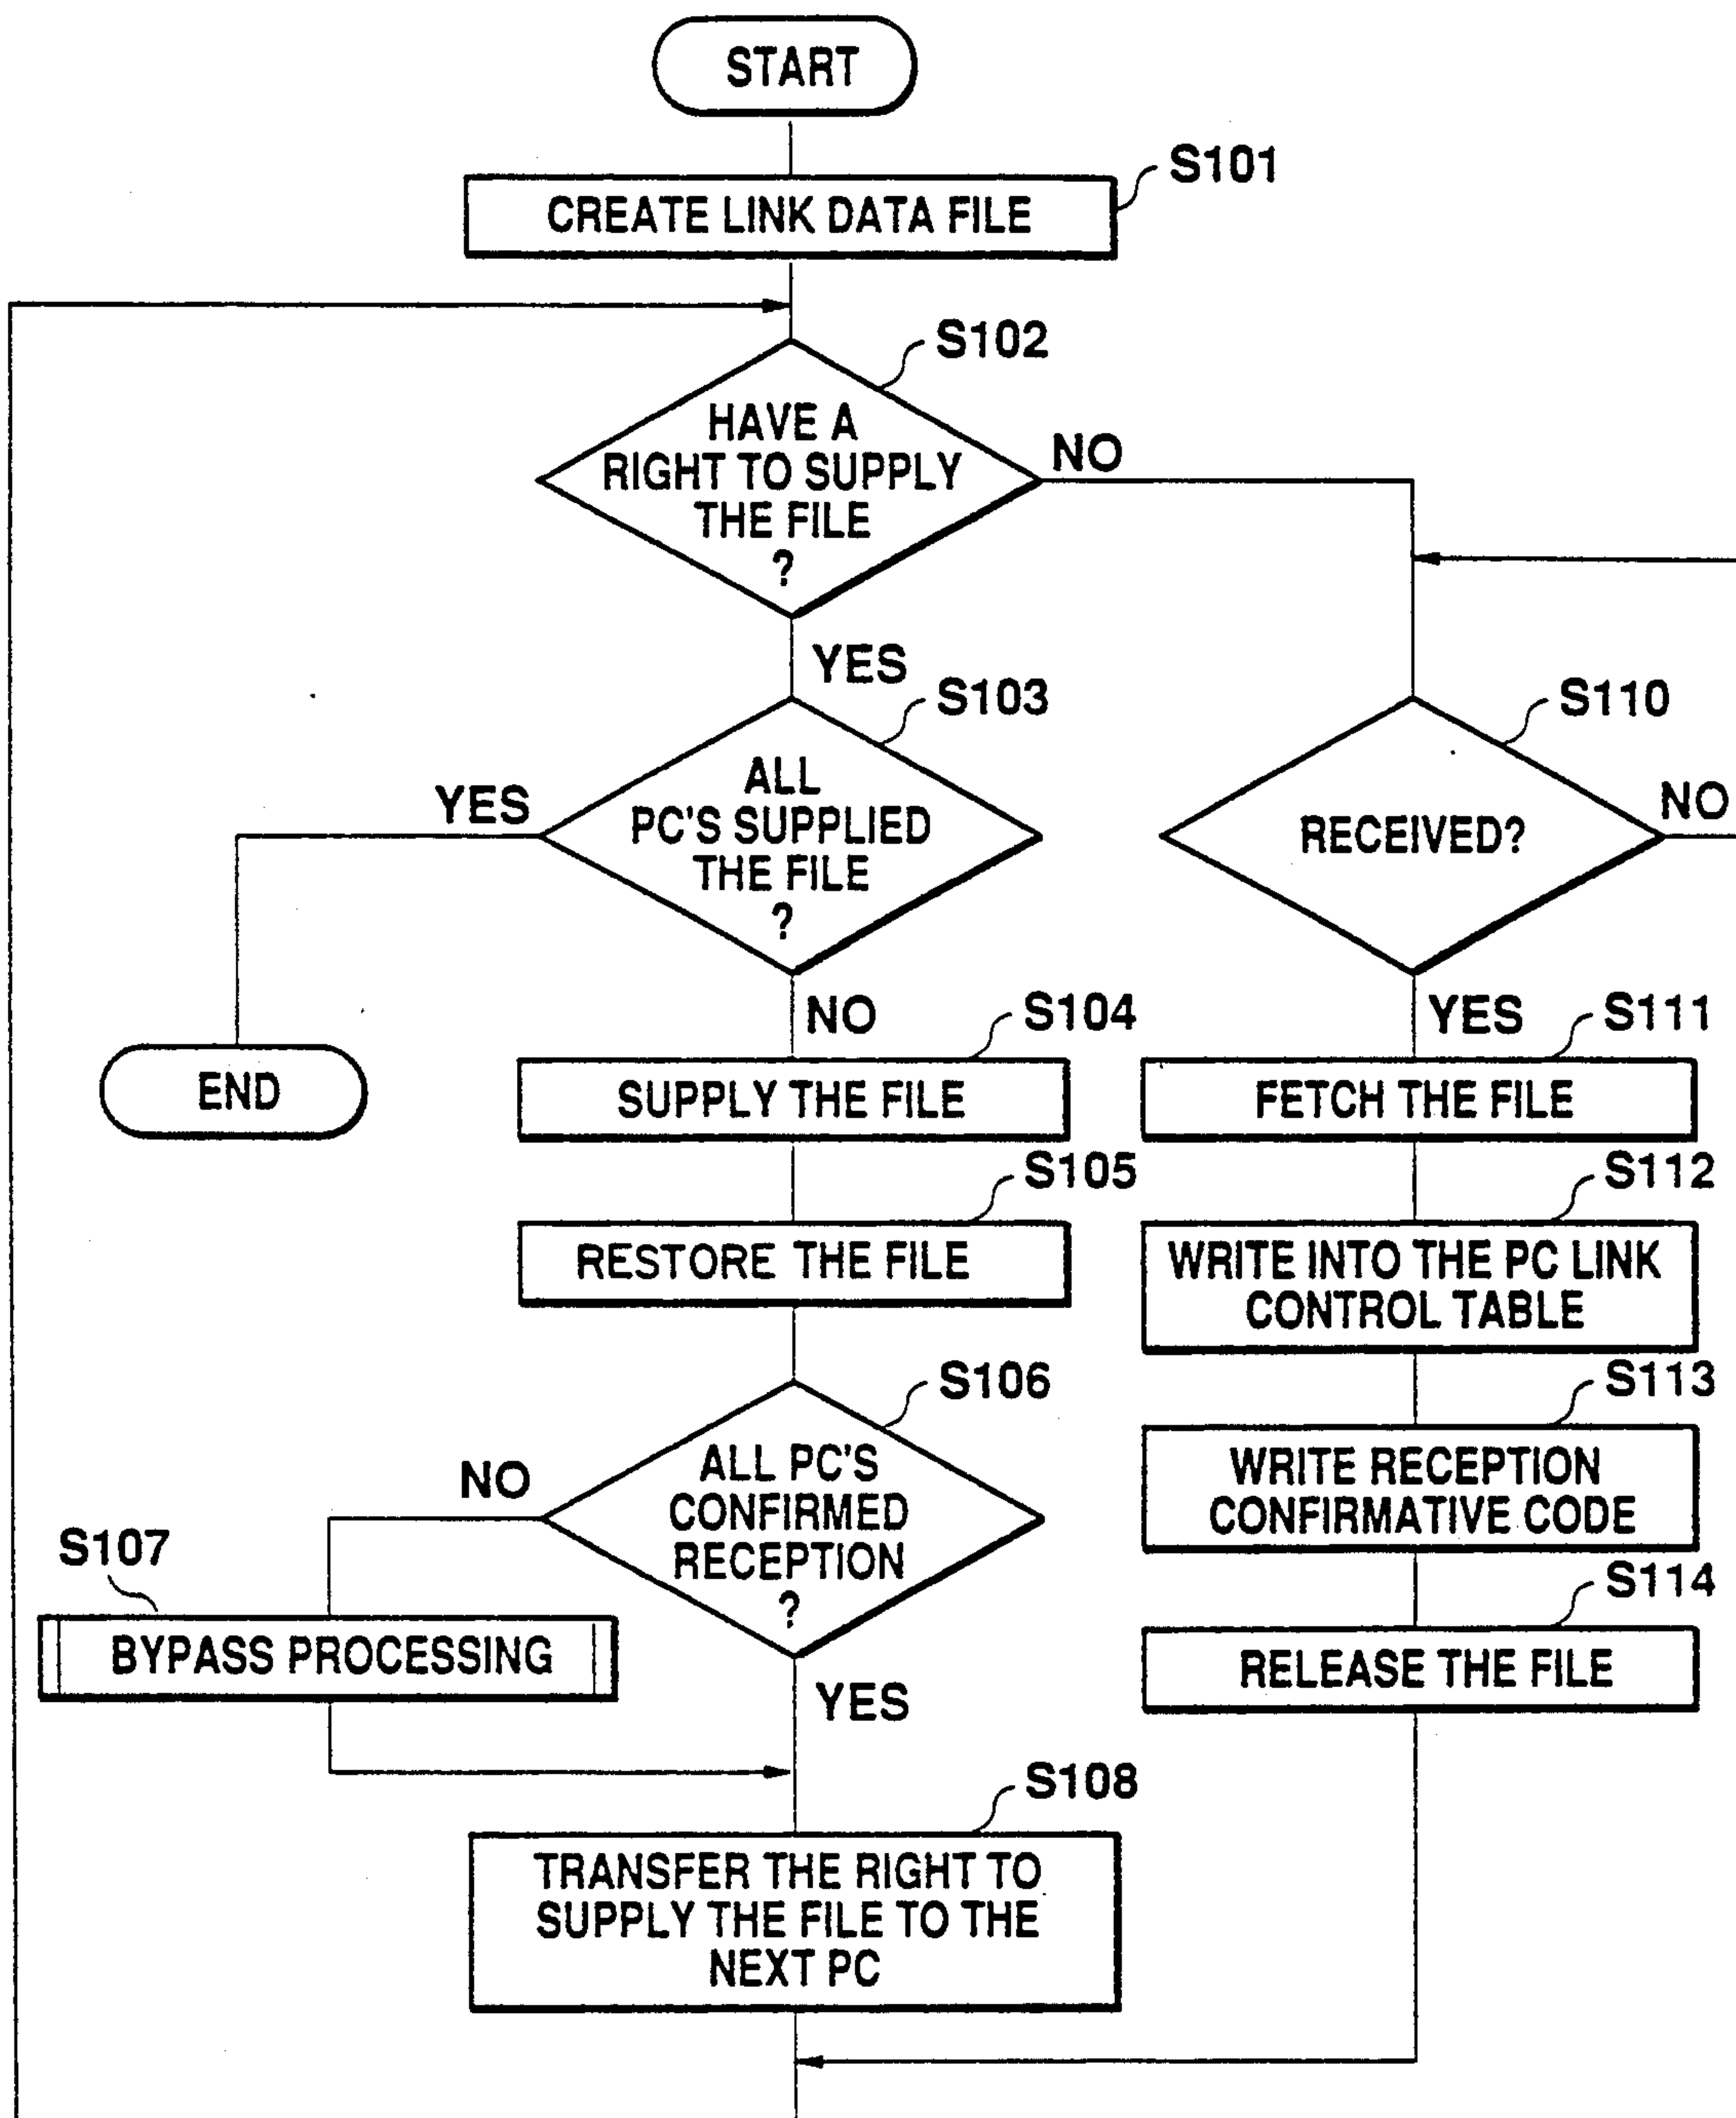 START
S101
CREATE LINK DATA FILE
S102
HAVE A
RIGHT TO SUPPLY
THE FILE
?
NO
YES
S103
ALL
PC'S SUPPLIED
THE FILE
?
YES
NO
END
S110
RECEIVED?
NO
YES
S104
SUPPLY THE FILE
S111
FETCH THE FILE
S105
RESTORE THE FILE
S112
WRITE INTO THE PC LINK
CONTROL TABLE
S106
ALL PC'S
CONFIRMED
RECEPTION
?
NO
YES
S113
WRITE RECEPTION
CONFIRMATIVE CODE
S107
BYPASS PROCESSING
S114
RELEASE THE FILE
S108
TRANSFER THE RIGHT TO
SUPPLY THE FILE TO THE
NEXT PC